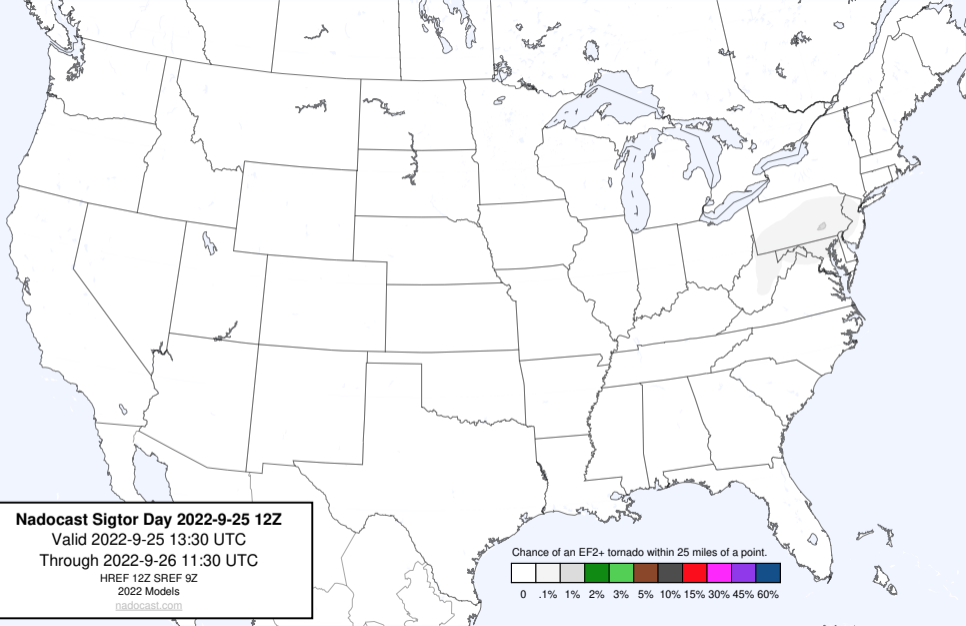 Nadocast Sigtor Day 2022-9-25 12Z
Valid 2022-9-25 13:30 UTC
Through 2022-9-26 11:30 UTC
HREF 12Z SREF 9Z
2022 Models
nadocast.com
Chance of an EF2+ tornado within 25 miles of a point.
0 .1% 1% 2% 3% 5% 10% 15% 30% 45% 60%